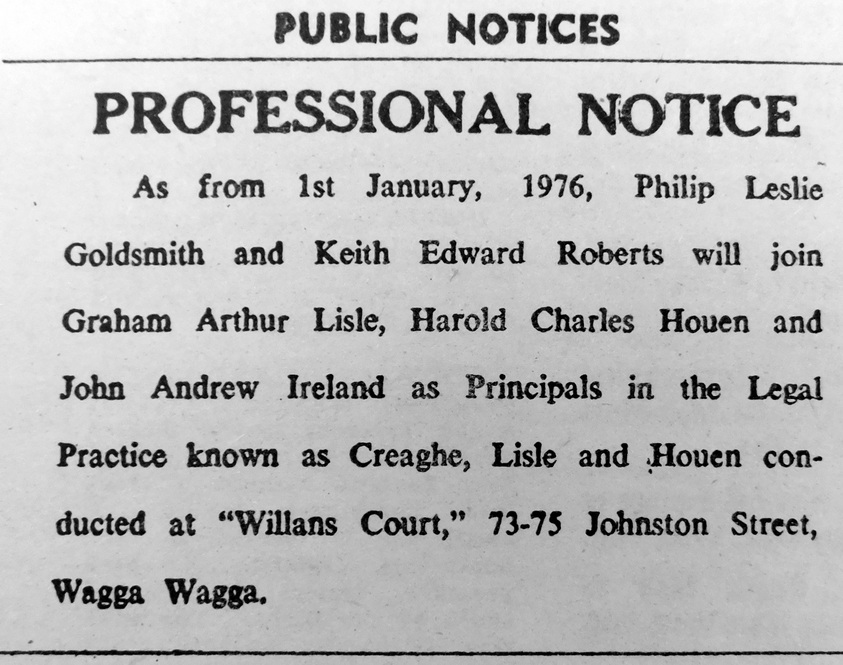 PUBLIC NOTICES
PROFESSIONAL NOTICE
As from 1st January, 1976, Philip Leslie
Goldsmith and Keith Edward Roberts will join
Graham Arthur Lisle, Harold Charles Houen and
John Andrew Ireland as Principals in the Legal
Practice known as Creaghe, Lisle and Houen con-
ducted at “Willans Court,” 73-75 Johnston Street,
Wagga Wagga.